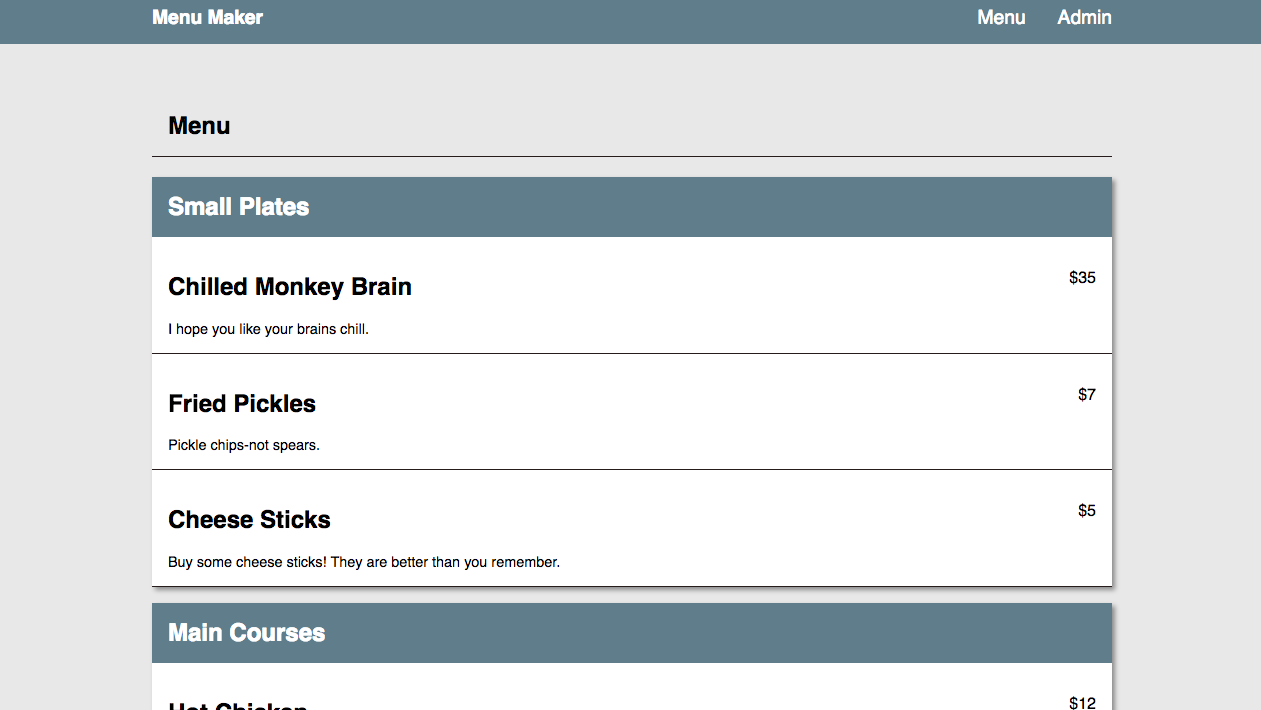 Menu Maker Menu Admin
Menu
Small Plates
Chilled Monkey Brain $35
I hope you like your brains chill.
Fried Pickles $7
Pickle chips-not spears.
Cheese Sticks $5
Buy some cheese sticks! They are better than you remember.
Main Courses
Hot Chicken $12